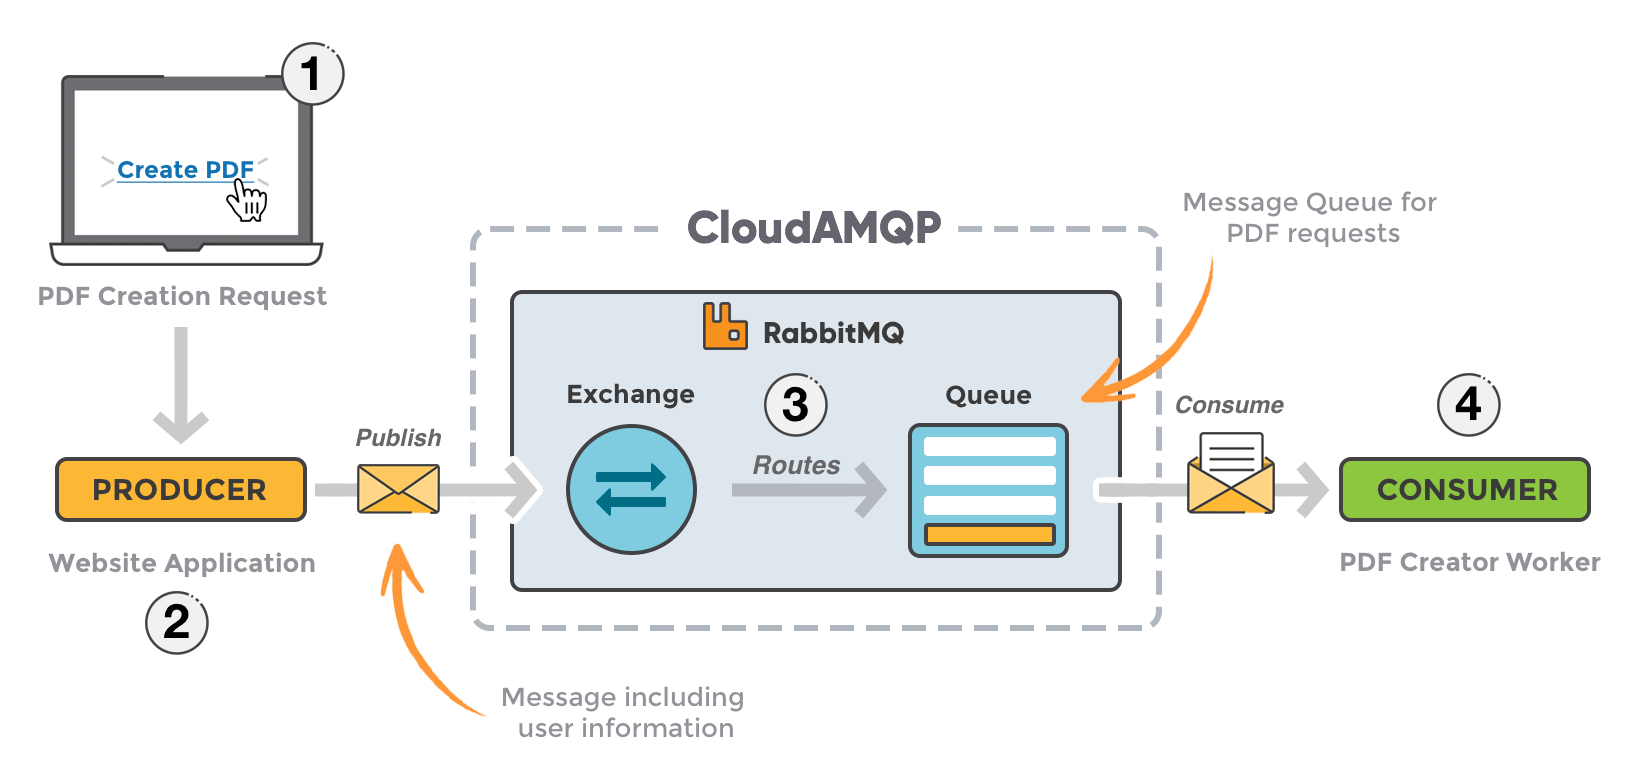 1
Create PDF
PDF Creation Request
PRODUCER
Website Application
2
Publish
Message including
user information
CloudAMQP
RabbitMQ
Exchange
3
Routes
Queue
Message Queue for
PDF requests
Consume
4
CONSUMER
PDF Creator Worker